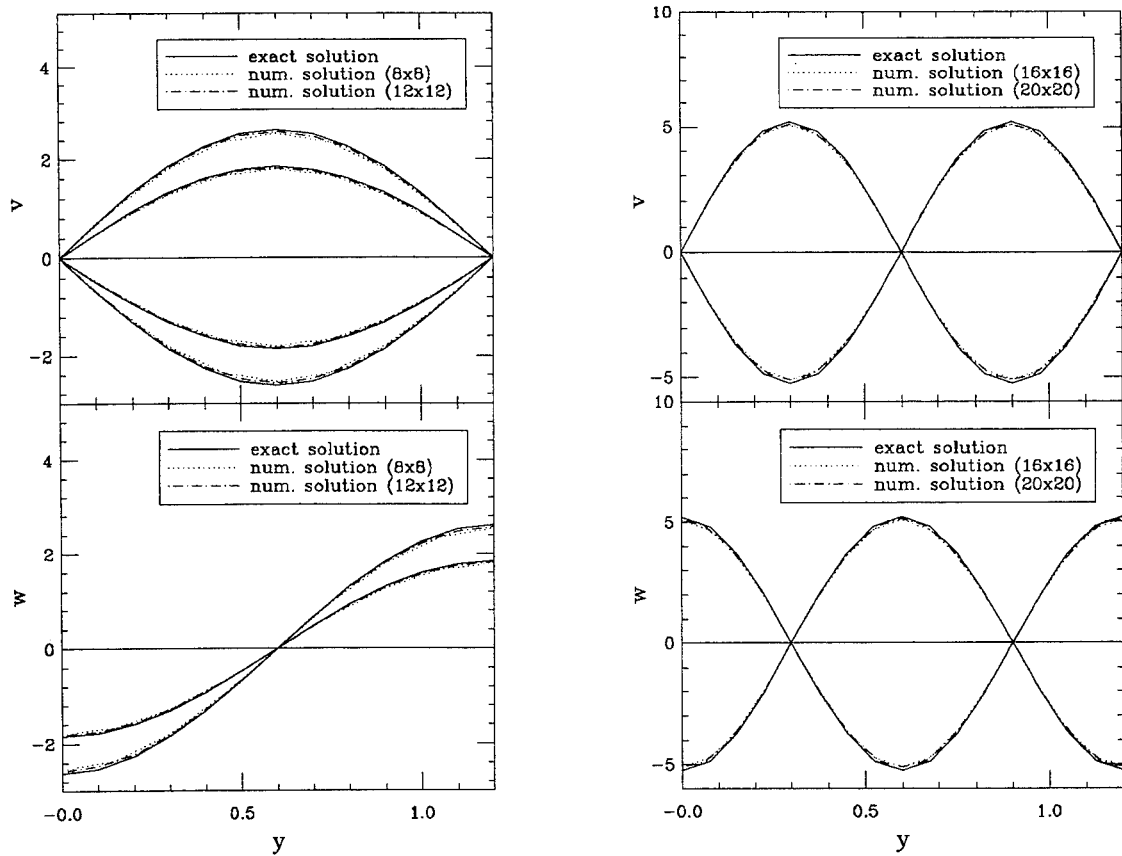 4
2
0
-2
v
exact solution
num. solution (8x8)
num. solution (12x12)
4
2
0
-2
w
exact solution
num. solution (8x8)
num. solution (12x12)
-0.0
0.5
1.0
y
10
5
0
-5
v
exact solution
num. solution (16x16)
num. solution (20x20)
10
5
0
-5
w
exact solution
num. solution (16x16)
num. solution (20x20)
-0.0
0.5
1.0
y